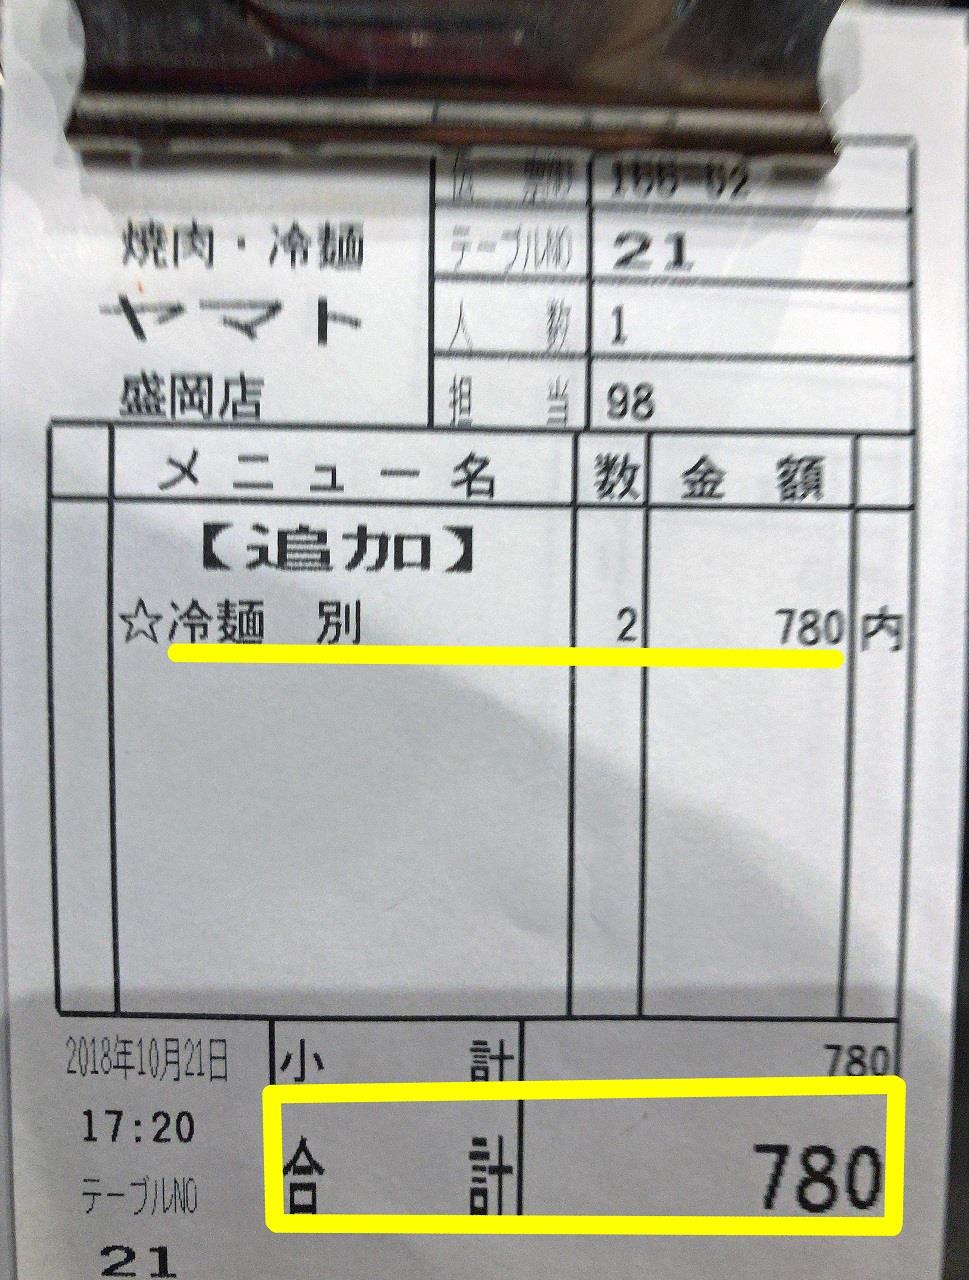 焼肉・冷麺
ヤマト
盛岡店
テーブルNO 21
人数 1
担当 98
メニュー名 数 金額
【追加】
☆冷麺 別 2 780 内
2018年10月21日 小計 780
17:20
合計 780
テーブルNO
21